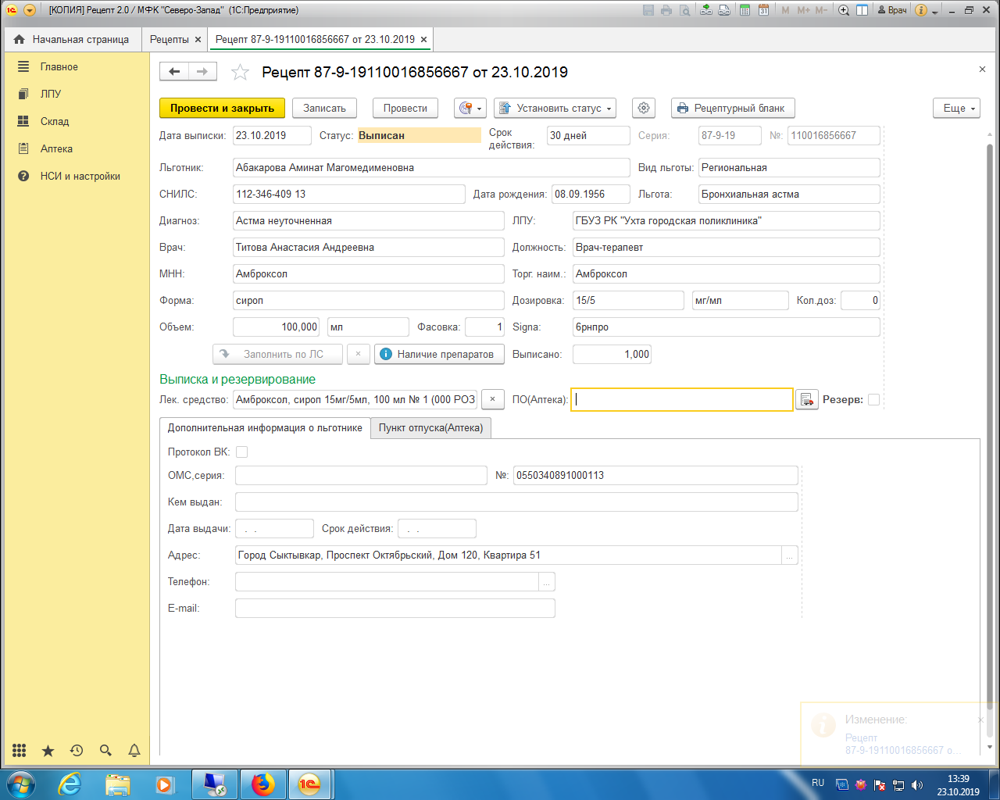 [КОПИЯ] Рецепт 2.0 / МФК "Северо-Запад" (1С:Предприятие)
M M+ M- Врач
Начальная страница Рецепты × Рецепт 87-9-19110016856667 от 23.10.2019 ×
Главное
ЛПУ
Склад
Аптека
НСИ и настройки
Рецепт 87-9-19110016856667 от 23.10.2019
Провести и закрыть Записать Провести Установить статус Рецептурный бланк Еще
Дата выписки: 23.10.2019 Статус: Выписан Срок действия: 30 дней Серия: 87-9-19 №: 110016856667
Льготник: Абакарова Аминат Магомедименовна Вид льготы: Региональная
СНИЛС: 112-346-409 13 Дата рождения: 08.09.1956 Льгота: Бронхиальная астма
Диагноз: Астма неуточненная ЛПУ: ГБУЗ РК "Ухта городская поликлиника"
Врач: Титова Анастасия Андреевна Должность: Врач-терапевт
МНН: Амброксол Торг. наим.: Амброксол
Форма: сироп Дозировка: 15/5 мг/мл Кол.доз: 0
Объем: 100,000 мл Фасовка: 1 Signa: 6рнпро
Заполнить по ЛС × Наличие препаратов Выписано: 1,000
Выписка и резервирование
Лек. средство: Амброксол, сироп 15мг/5мл, 100 мл № 1 (000 РОЗ × ПО(Аптека): Резерв:
Дополнительная информация о льготнике Пункт отпуска(Аптека)
Протокол ВК:
ОМС,серия: №: 0550340891000113
Кем выдан:
Дата выдачи: . . Срок действия: . .
Адрес: Город Сыктывкар, Проспект Октябрьский, Дом 120, Квартира 51 ...
Телефон: ...
E-mail:
Изменение:
Рецепт
87-9-19110016856667 о...
RU 13:39
23.10.2019